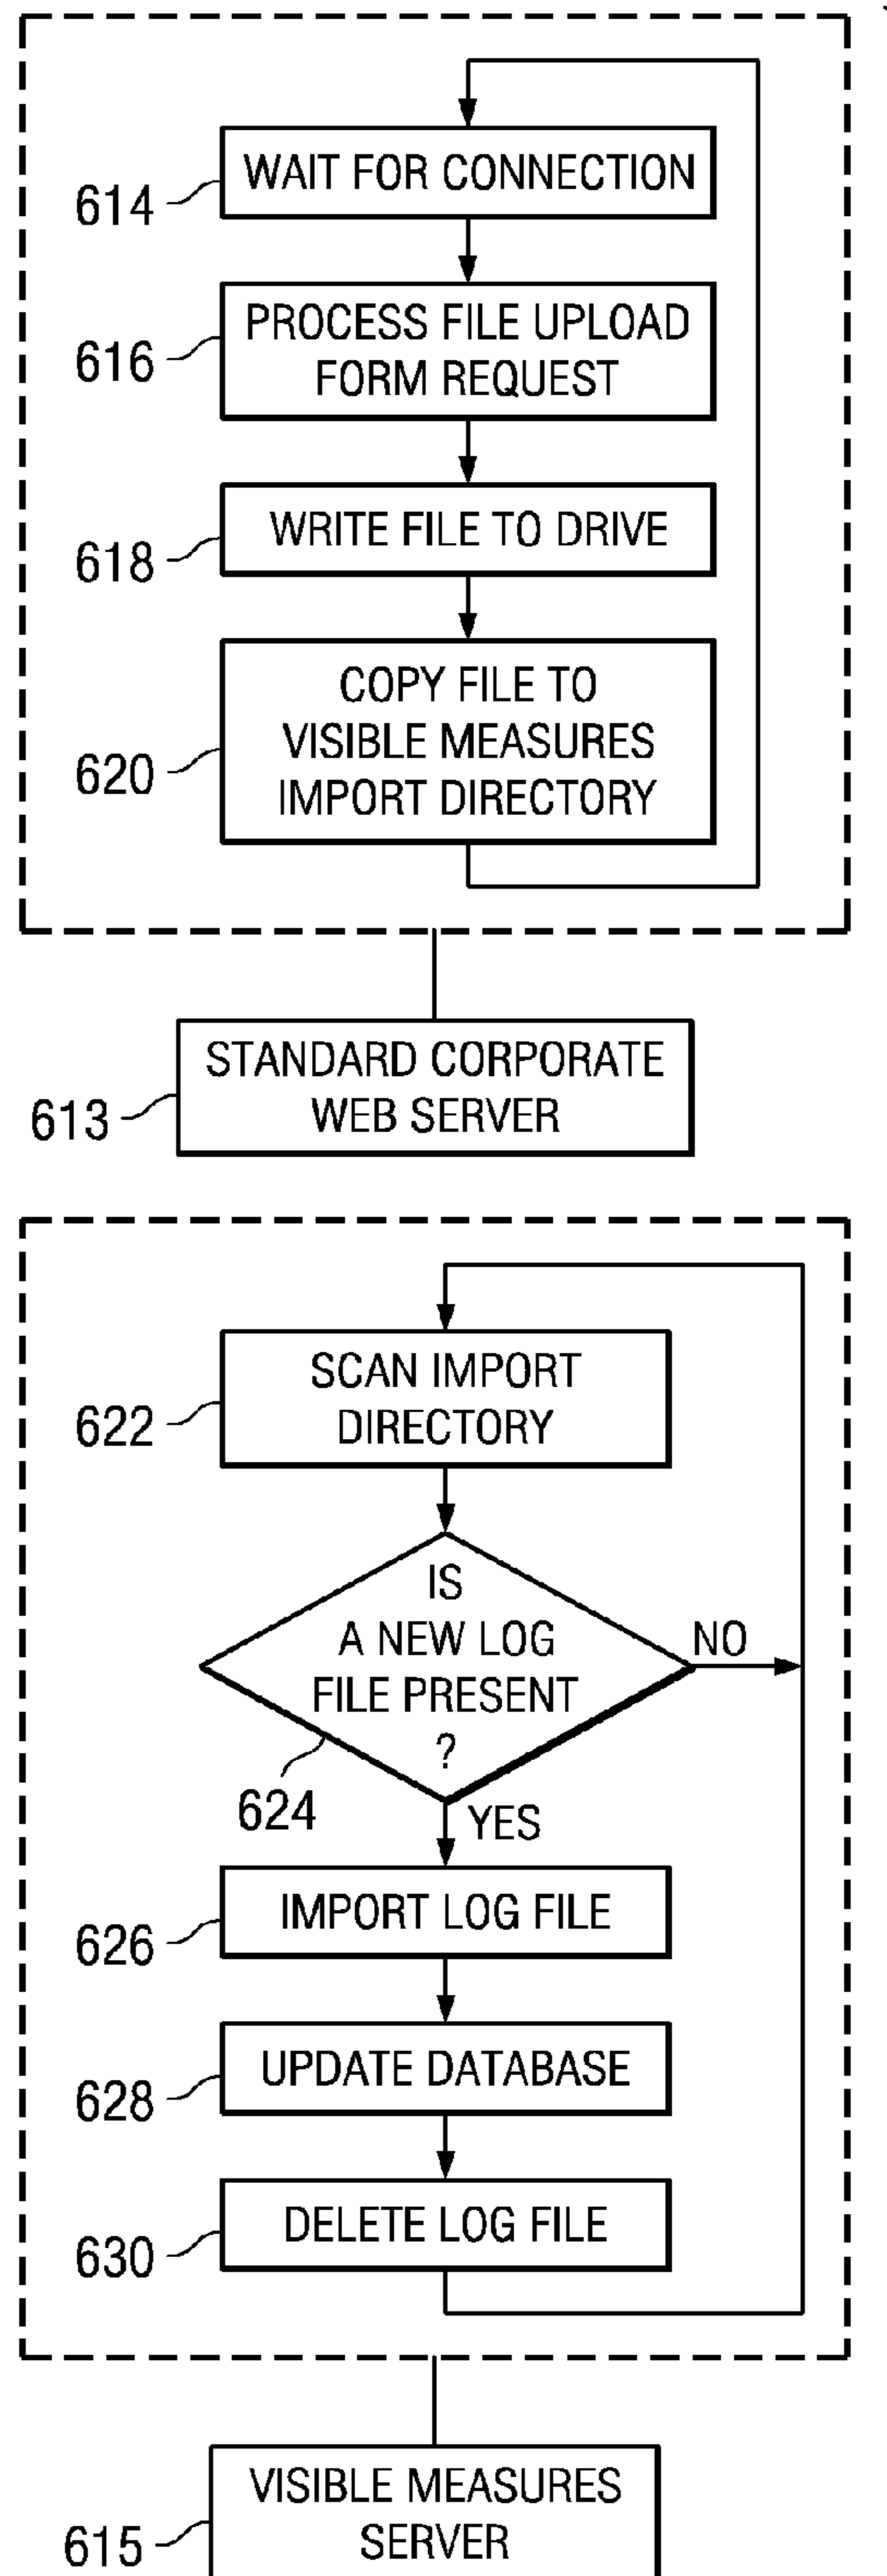 WAIT FOR CONNECTION
614
PROCESS FILE UPLOAD
FORM REQUEST
616
WRITE FILE TO DRIVE
618
COPY FILE TO
VISIBLE MEASURES
IMPORT DIRECTORY
620
STANDARD CORPORATE
WEB SERVER
613
SCAN IMPORT
DIRECTORY
622
IS
A NEW LOG
FILE PRESENT
?
NO
624
YES
IMPORT LOG FILE
626
UPDATE DATABASE
628
DELETE LOG FILE
630
VISIBLE MEASURES
SERVER
615